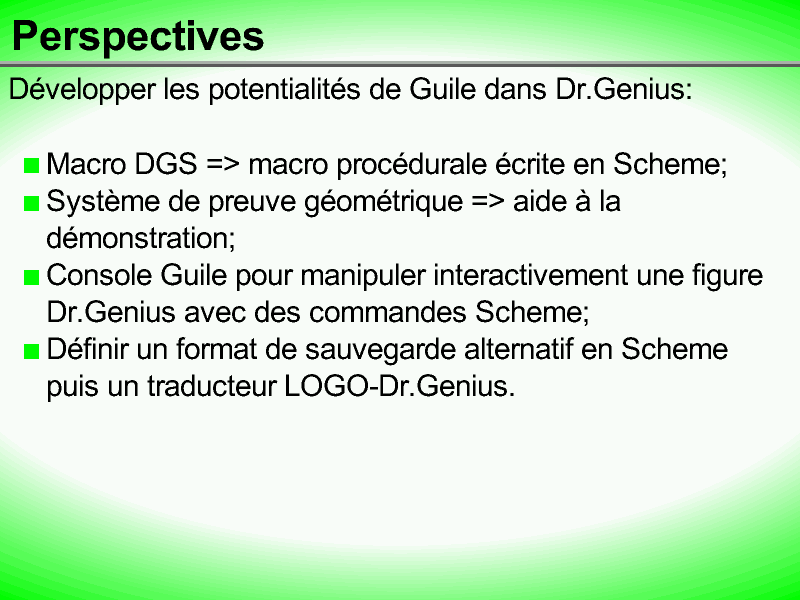 Perspectives
Développer les potentialités de Guile dans Dr.Genius:
Macro DGS => macro procédurale écrite en Scheme;
Système de preuve géométrique => aide à la
démonstration;
Console Guile pour manipuler interactivement une figure
Dr.Genius avec des commandes Scheme;
Définir un format de sauvegarde alternatif en Scheme
puis un traducteur LOGO-Dr.Genius.